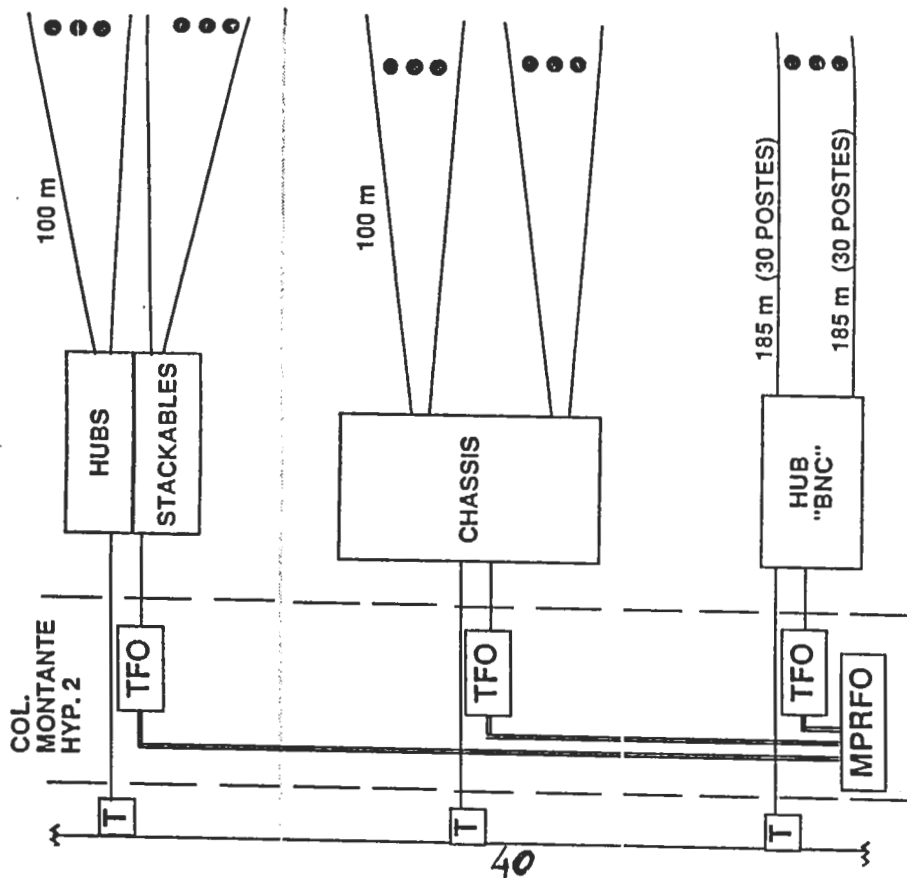 COL.
MONTANTE
HYP. 2
T
TFO
HUBS
STACKABLES
100 m
T
TFO
CHASSIS
100 m
T
TFO
MPRFO
HUB
"BNC"
185 m (30 POSTES)
185 m (30 POSTES)
40